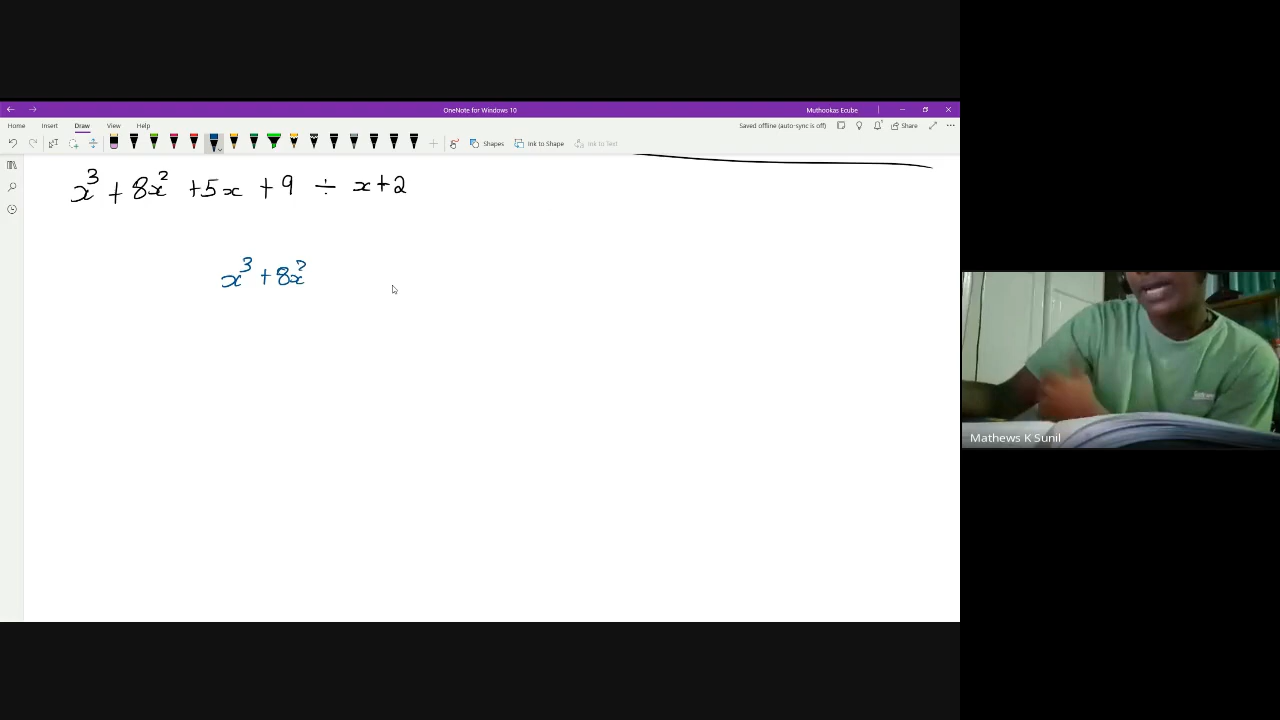 OneNote for Windows 10
Muthookas Ecube
Home Insert Draw View Help
Saved offline (auto-sync is off)
Share
Shapes
Ink to Shape
Ink to Text
x³ + 8x² + 5x + 9 ÷ x + 2
x³ + 8x²
Mathews K Sunil